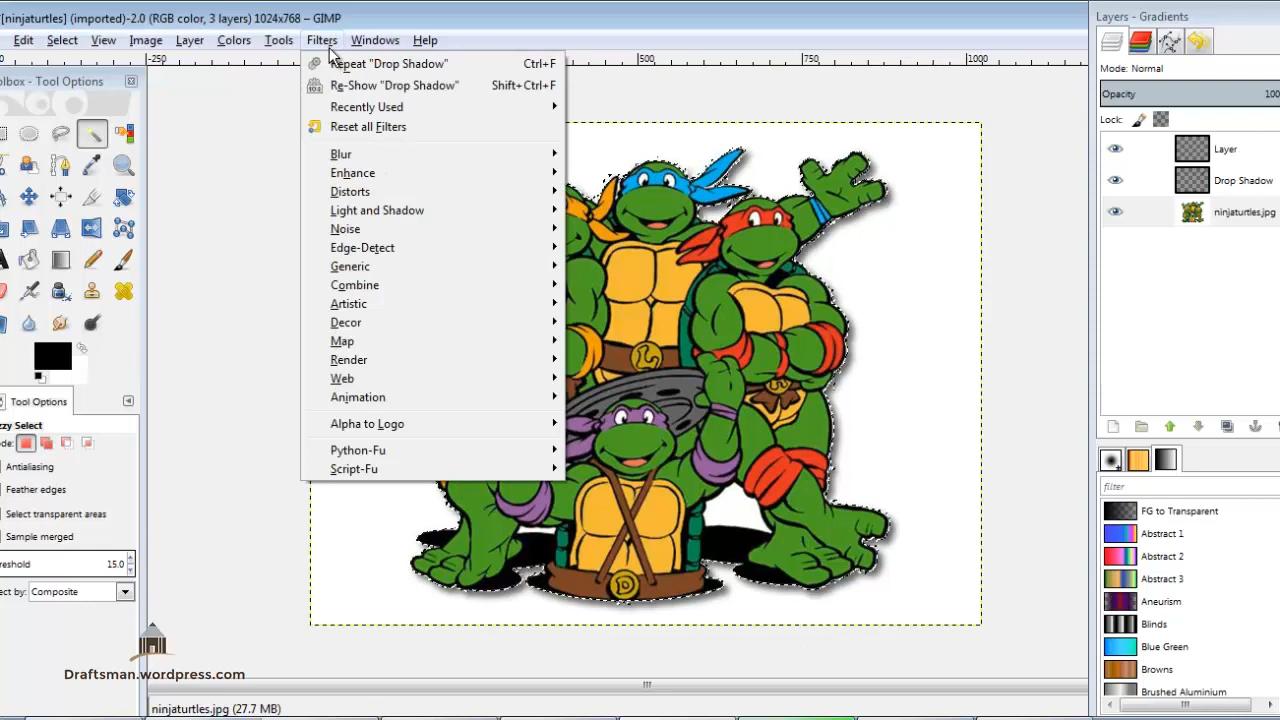 [ninjaturtles] (imported)-2.0 (RGB color, 3 layers) 1024x768 – GIMP
Edit Select View Image Layer Colors Tools Filters Windows Help
olbox - Tool Options
-250
500
750
1000
Repeat "Drop Shadow" Ctrl+F
Re-Show "Drop Shadow" Shift+Ctrl+F
Recently Used
Reset all Filters
Blur
Enhance
Distorts
Light and Shadow
Noise
Edge-Detect
Generic
Combine
Artistic
Decor
Map
Render
Web
Animation
Alpha to Logo
Python-Fu
Script-Fu
L
D
Tool Options
zzy Select
ode:
Antialiasing
Feather edges
Select transparent areas
Sample merged
reshold 15.0
ect by: Composite
Draftsman.wordpress.com
ninjaturtles.jpg (27.7 MB)
Layers - Gradients
Mode: Normal
Opacity 100
Lock:
Layer
Drop Shadow
ninjaturtles.jpg
filter
FG to Transparent
Abstract 1
Abstract 2
Abstract 3
Aneurism
Blinds
Blue Green
Browns
Brushed Aluminium